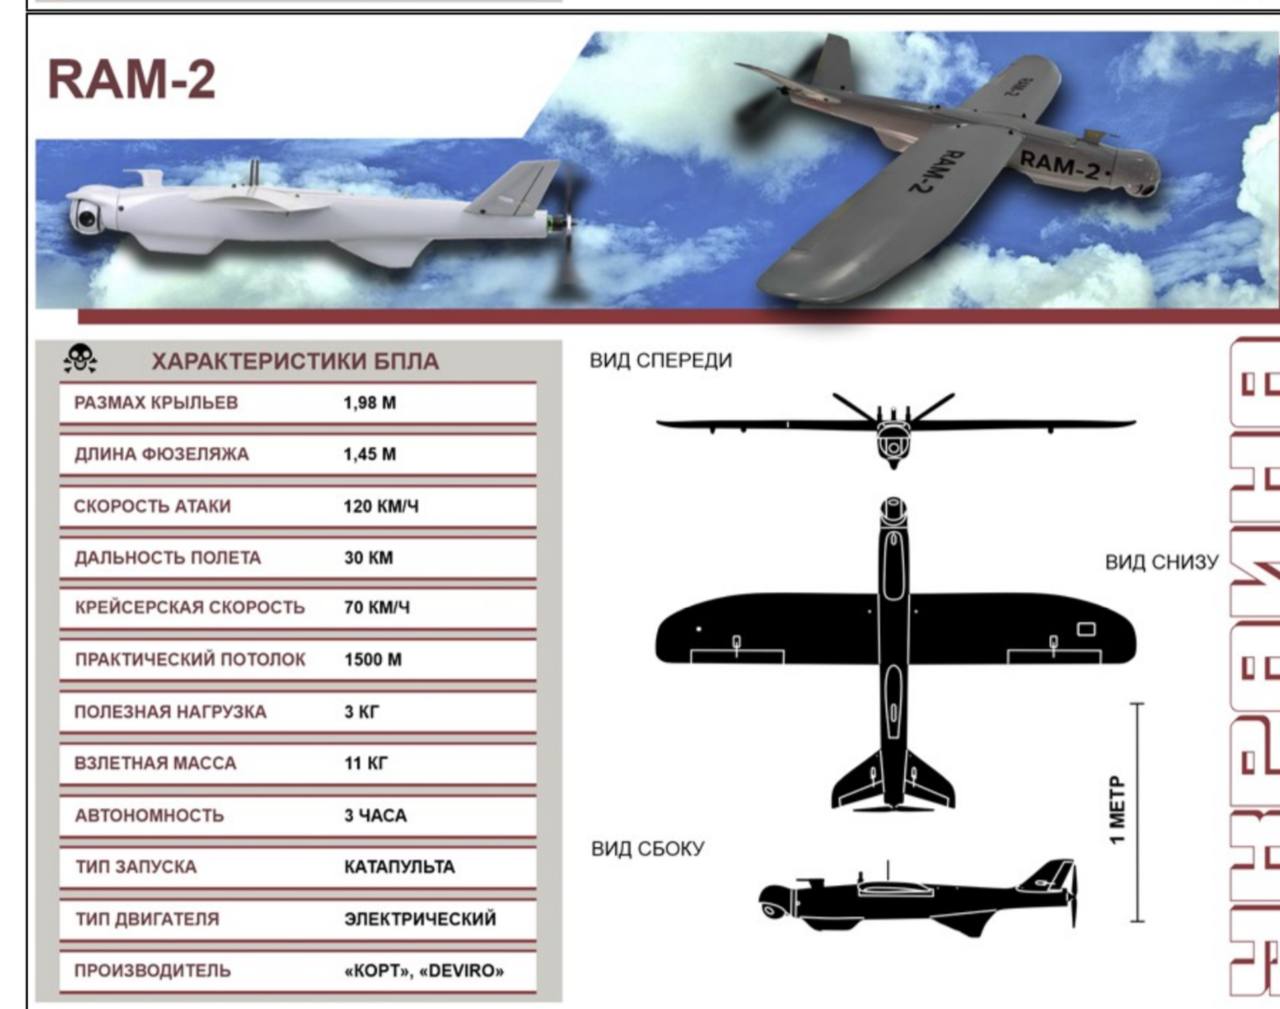 RAM-2
RAM-2
RAM-2
RAM-2
ХАРАКТЕРИСТИКИ БПЛА
РАЗМАХ КРЫЛЬЕВ 1,98 М
ДЛИНА ФЮЗЕЛЯЖА 1,45 М
СКОРОСТЬ АТАКИ 120 КМ/Ч
ДАЛЬНОСТЬ ПОЛЕТА 30 КМ
КРЕЙСЕРСКАЯ СКОРОСТЬ 70 КМ/Ч
ПРАКТИЧЕСКИЙ ПОТОЛОК 1500 М
ПОЛЕЗНАЯ НАГРУЗКА 3 КГ
ВЗЛЕТНАЯ МАССА 11 КГ
АВТОНОМНОСТЬ 3 ЧАСА
ТИП ЗАПУСКА КАТАПУЛЬТА
ТИП ДВИГАТЕЛЯ ЭЛЕКТРИЧЕСКИЙ
ПРОИЗВОДИТЕЛЬ «КОРТ», «DEVIRO»
ВИД СПЕРЕДИ
ВИД СНИЗУ
ВИД СБОКУ
1 МЕТР